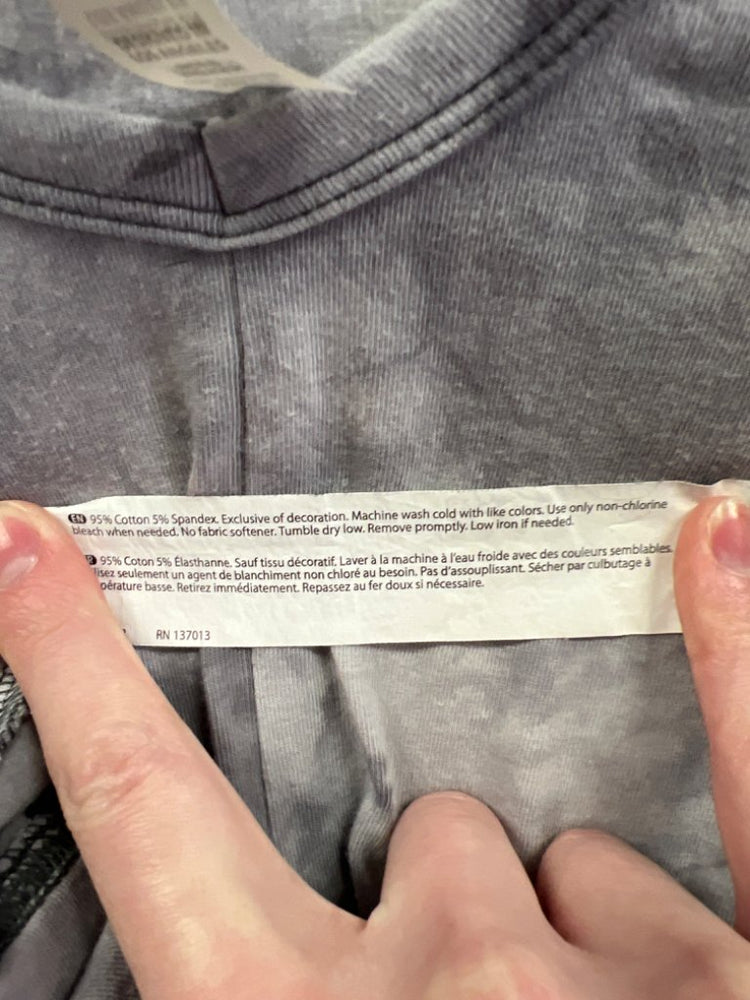 EN 95% Cotton 5% Spandex. Exclusive of decoration. Machine wash cold with like colors. Use only non-chlorine
bleach when needed. No fabric softener. Tumble dry low. Remove promptly. Low iron if needed.
95% Coton 5% Élasthanne. Sauf tissu décoratif. Laver à la machine à l'eau froide avec des couleurs semblables.
seulement un agent de blanchiment non chloré au besoin. Pas d'assouplissant. Sécher par culbutage à
basse. Retirez immédiatement. Repassez au fer doux si nécessaire.
RN 137013